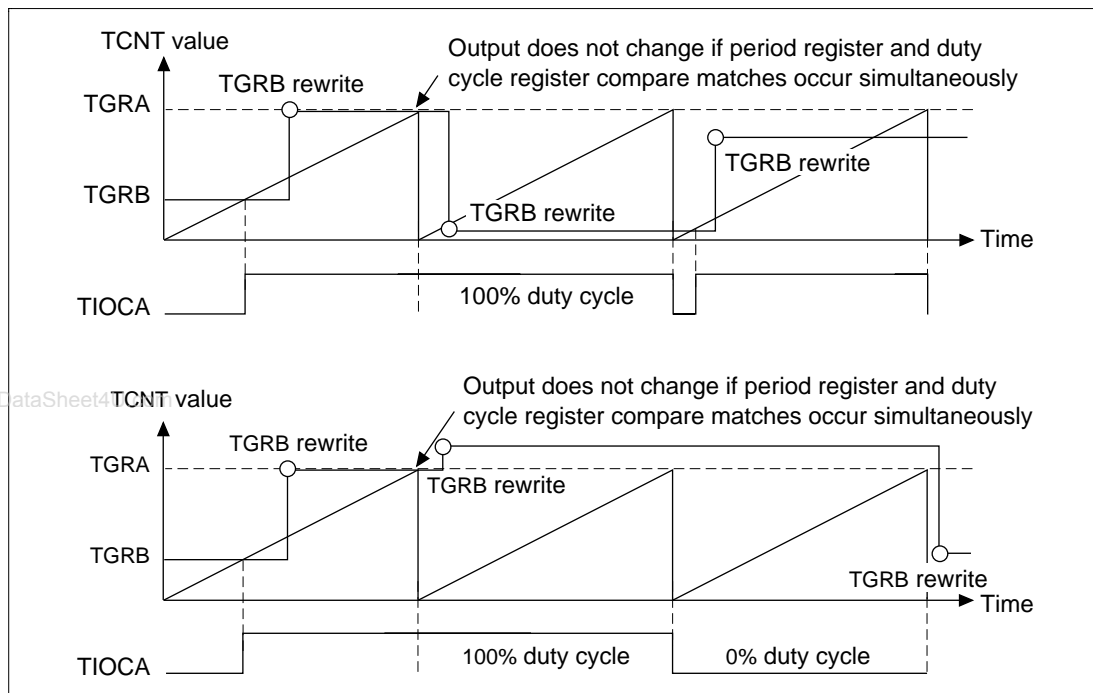 TCNT value
Output does not change if period register and duty
cycle register compare matches occur simultaneously
TGRB rewrite
TGRA
TGRB rewrite
TGRB
TGRB rewrite
Time
100% duty cycle
TIOCA
Output does not change if period register and duty
cycle register compare matches occur simultaneously
DataSheet4U.com
TCNT value
TGRB rewrite
TGRA
TGRB rewrite
TGRB
TGRB rewrite
Time
100% duty cycle
0% duty cycle
TIOCA